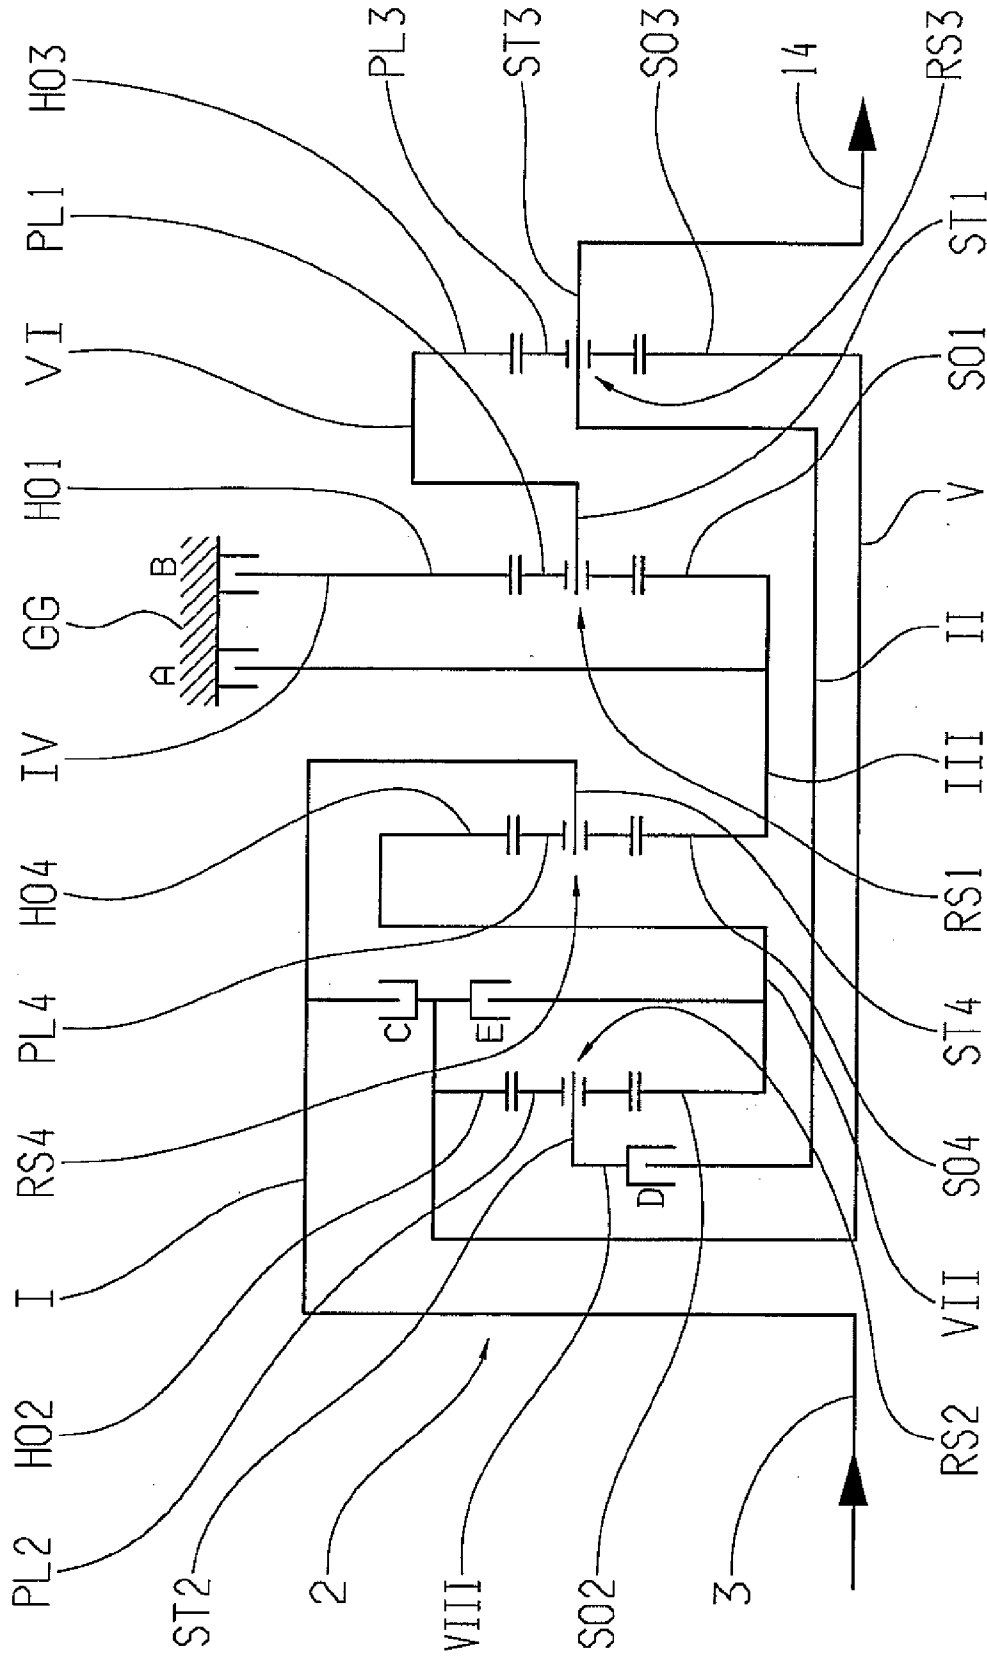 PL2
HO2
I
RS4
PL4
HO4
IV
GG
HO1
VI
PL1
HO3
ST2
A
B
2
PL3
C
VIII
E
ST3
SO2
D
SO3
3
14
RS2
VII
SO4
ST4
RS1
III
II
V
SO1
ST1
RS3